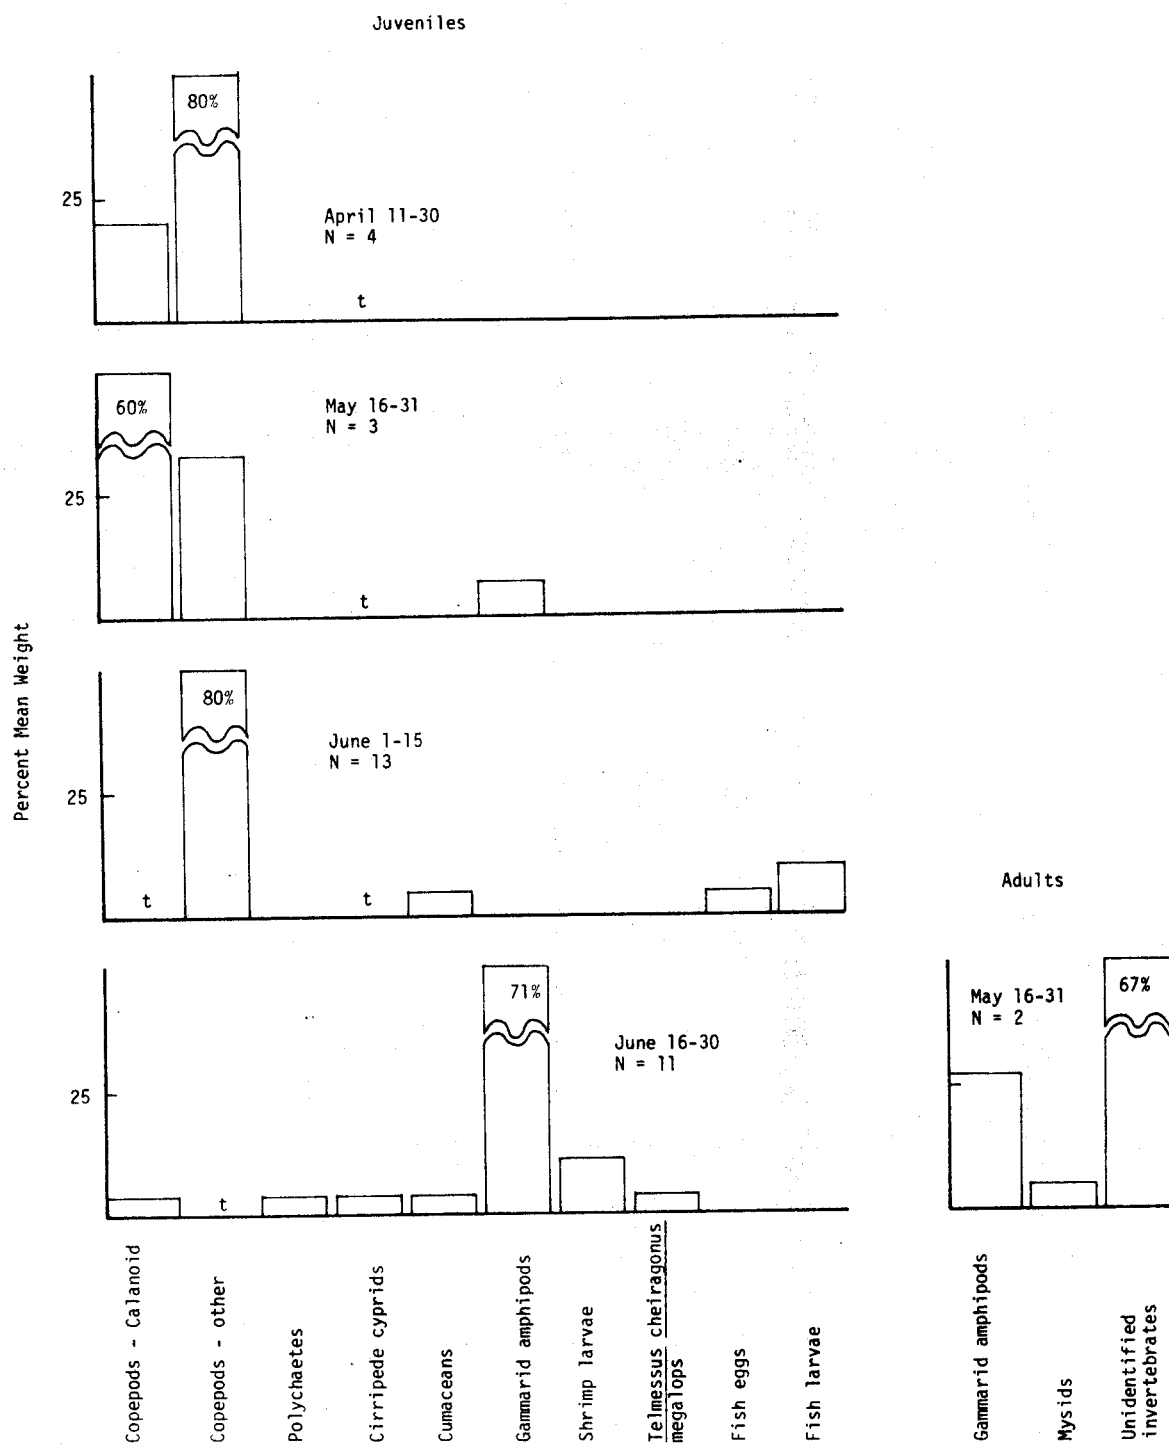 Juveniles
80%
25
April 11-30
N = 4
t
60%
May 16-31
N = 3
25
t
80%
June 1-15
N = 13
25
t
t
Percent Mean Weight
71%
June 16-30
N = 11
25
t
Copepods - Calanoid
Copepods - other
Polychaetes
Cirripede cyprids
Cumaceans
Gammarid amphipods
Shrimp larvae
Telmessus cheiragonus
megalops
Fish eggs
Fish larvae
Adults
May 16-31
N = 2
67%
Gammarid amphipods
Mysids
Unidentified
invertebrates